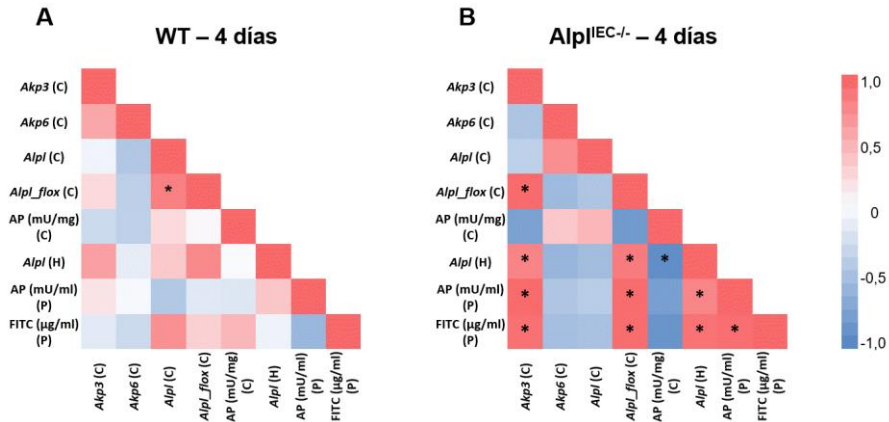 A
WT – 4 días
Akp3 (C)
Akp6 (C)
Alpl (C)
Alpl_flox (C)
AP (mU/mg)
(C)
Alpl (H)
AP (mU/ml)
(P)
FITC (µg/ml)
(P)
*
Akp3 (C)
Akp6 (C)
Alpl (C)
Alpl_flox (C)
AP (mU/mg)
(C)
Alpl (H)
AP (mU/ml)
(P)
FITC (µg/ml)
(P)
B
Alpl^IEC-/- – 4 días
Akp3 (C)
Akp6 (C)
Alpl (C)
Alpl_flox (C)
*
AP (mU/mg)
(C)
Alpl (H)
* * *
AP (mU/ml)
(P)
* * *
FITC (µg/ml)
(P)
* * * *
Akp3 (C)
Akp6 (C)
Alpl (C)
Alpl_flox (C)
AP (mU/mg)
(C)
Alpl (H)
AP (mU/ml)
(P)
FITC (µg/ml)
(P)
1,0
0,5
0
-0,5
-1,0